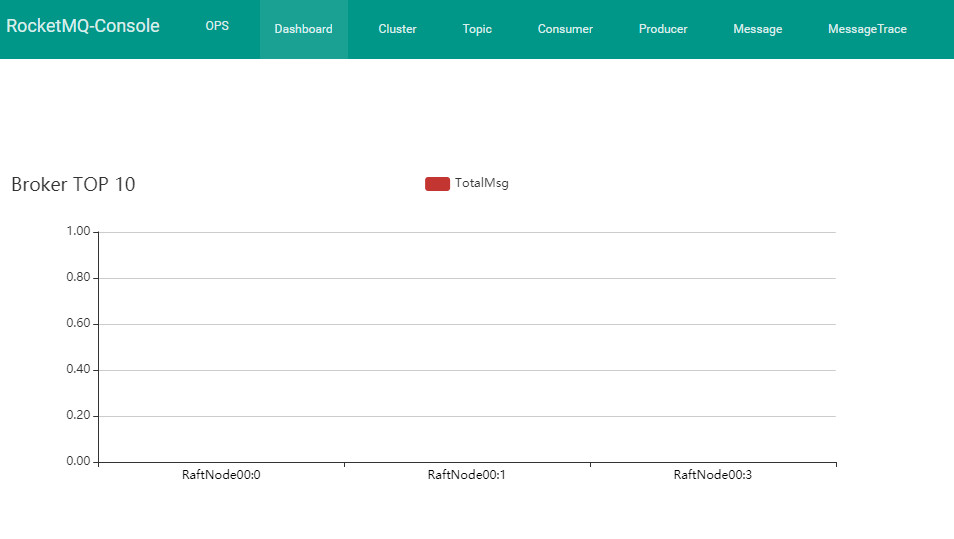 RocketMQ-Console OPS Dashboard Cluster Topic Consumer Producer Message MessageTrace
Broker TOP 10 TotalMsg
1.00
0.80
0.60
0.40
0.20
0.00
RaftNode00:0 RaftNode00:1 RaftNode00:3